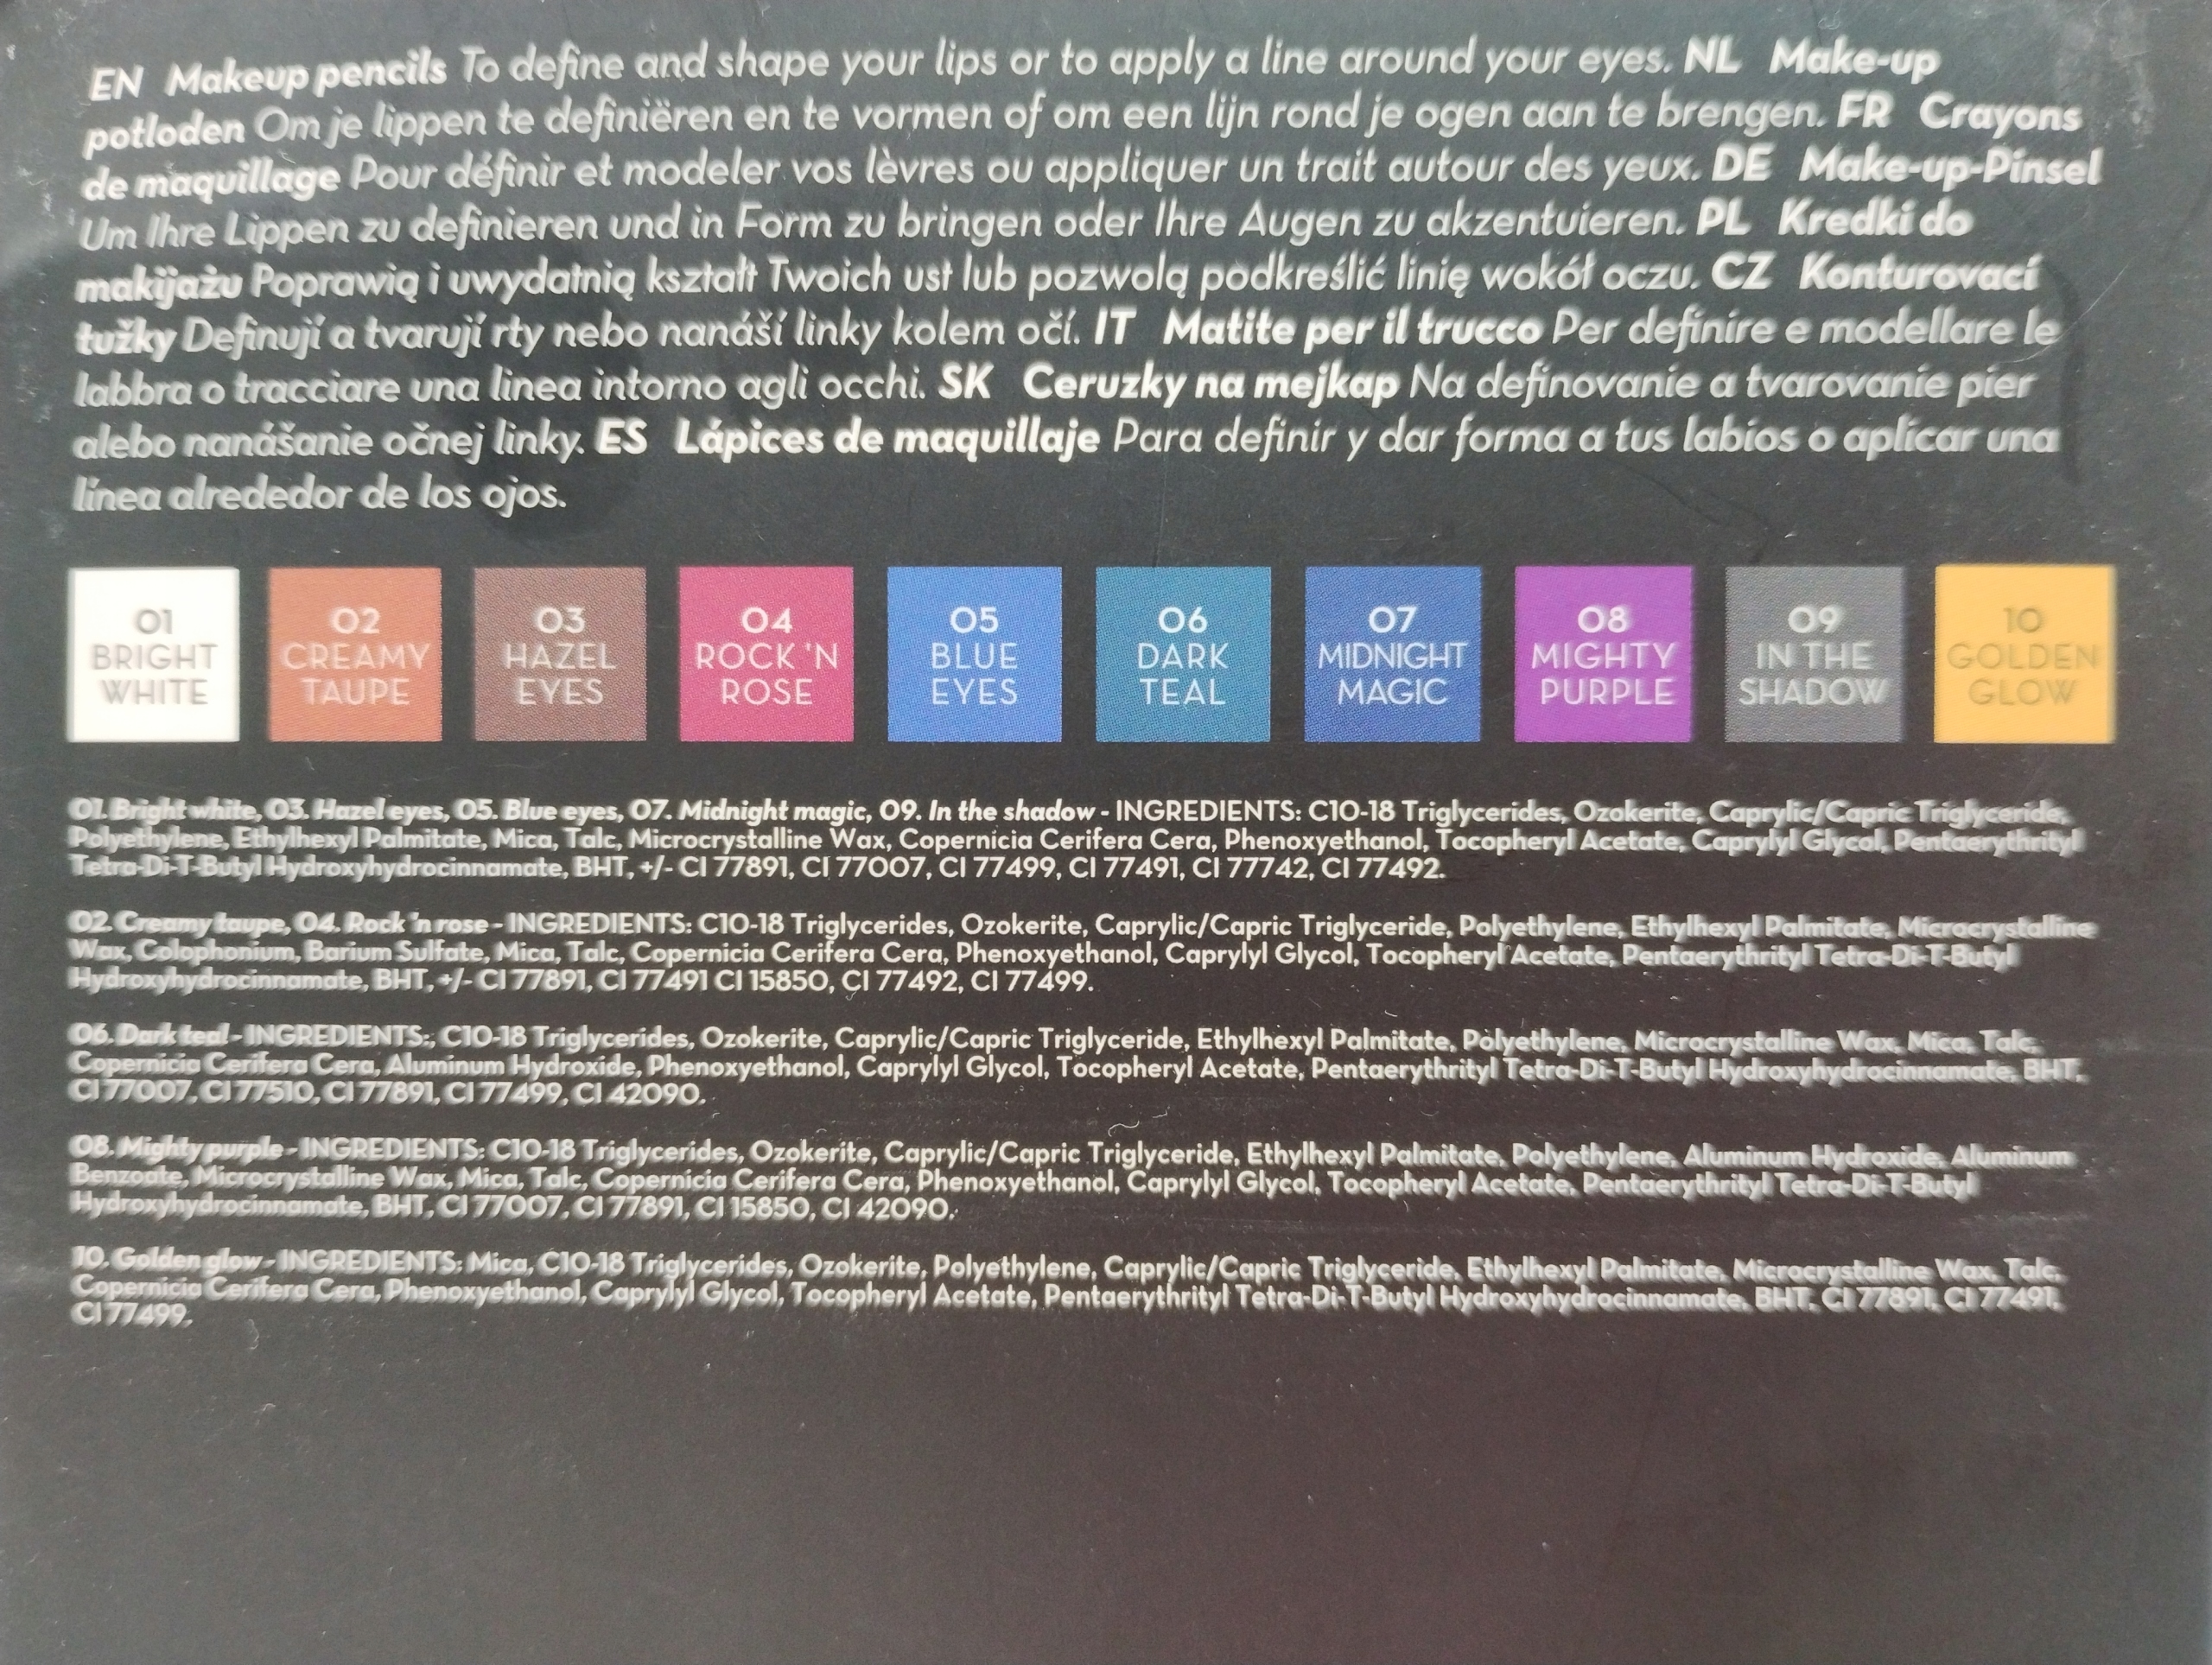 EN Makeup pencils To define and shape your lips or to apply a line around your eyes. NL Make-up
potloden Om je lippen te definiëren en te vormen of om een lijn rond je ogen aan te brengen. FR Crayons
de maquillage Pour définir et modeler vos lèvres ou appliquer un trait autour des yeux. DE Make-up-Pinsel
Um Ihre Lippen zu definieren und in Form zu bringen oder Ihre Augen zu akzentuieren. PL Kredki do
makijażu Poprawią i uwydatnią kształt Twoich ust lub pozwolą podkreślić linię wokół oczu. CZ Konturovací
tužky Definují a tvarují rty nebo nanáší linky kolem očí. IT Matite per il trucco Per definire e modellare le
labbra o tracciare una linea intorno agli occhi. SK Ceruzky na mejkap Na definovanie a tvarovanie pier
alebo nanášanie očnej linky. ES Lápices de maquillaje Para definir y dar forma a tus labios o aplicar una
línea alrededor de los ojos.
01 BRIGHT WHITE
02 CREAMY TAUPE
03 HAZEL EYES
04 ROCK 'N ROSE
05 BLUE EYES
06 DARK TEAL
07 MIDNIGHT MAGIC
08 MIGHTY PURPLE
09 IN THE SHADOW
10 GOLDEN GLOW
01. Bright white, 03. Hazel eyes, 05. Blue eyes, 07. Midnight magic, 09. In the shadow - INGREDIENTS: C10-18 Triglycerides, Ozokerite, Caprylic/Capric Triglyceride,
Polyethylene, Ethylhexyl Palmitate, Mica, Talc, Microcrystalline Wax, Copernicia Cerifera Cera, Phenoxyethanol, Tocopheryl Acetate, Caprylyl Glycol, Pentaerythrityl
Tetra-Di-T-Butyl Hydroxyhydrocinnamate, BHT, +/- CI 77891, CI 77007, CI 77499, CI 77491, CI 77742, CI 77492.
02. Creamy taupe, 04. Rock 'n rose - INGREDIENTS: C10-18 Triglycerides, Ozokerite, Caprylic/Capric Triglyceride, Polyethylene, Ethylhexyl Palmitate, Microcrystalline
Wax, Colophonium, Barium Sulfate, Mica, Talc, Copernicia Cerifera Cera, Phenoxyethanol, Caprylyl Glycol, Tocopheryl Acetate, Pentaerythrityl Tetra-Di-T-Butyl
Hydroxyhydrocinnamate, BHT, +/- CI 77891, CI 77491 CI 15850, CI 77492, CI 77499.
06. Dark teal - INGREDIENTS:, C10-18 Triglycerides, Ozokerite, Caprylic/Capric Triglyceride, Ethylhexyl Palmitate, Polyethylene, Microcrystalline Wax, Mica, Talc,
Copernicia Cerifera Cera, Aluminum Hydroxide, Phenoxyethanol, Caprylyl Glycol, Tocopheryl Acetate, Pentaerythrityl Tetra-Di-T-Butyl Hydroxyhydrocinnamate, BHT,
CI 77007, CI 77510, CI 77891, CI 77499, CI 42090.
08. Mighty purple - INGREDIENTS: C10-18 Triglycerides, Ozokerite, Caprylic/Capric Triglyceride, Ethylhexyl Palmitate, Polyethylene, Aluminum Hydroxide, Aluminum
Benzoate, Microcrystalline Wax, Mica, Talc, Copernicia Cerifera Cera, Phenoxyethanol, Caprylyl Glycol, Tocopheryl Acetate, Pentaerythrityl Tetra-Di-T-Butyl
Hydroxyhydrocinnamate, BHT, CI 77007, CI 77891, CI 15850, CI 42090.
10. Golden glow - INGREDIENTS: Mica, C10-18 Triglycerides, Ozokerite, Polyethylene, Caprylic/Capric Triglyceride, Ethylhexyl Palmitate, Microcrystalline Wax, Talc,
Copernicia Cerifera Cera, Phenoxyethanol, Caprylyl Glycol, Tocopheryl Acetate, Pentaerythrityl Tetra-Di-T-Butyl Hydroxyhydrocinnamate, BHT, CI 77891, CI 77491,
CI 77499.